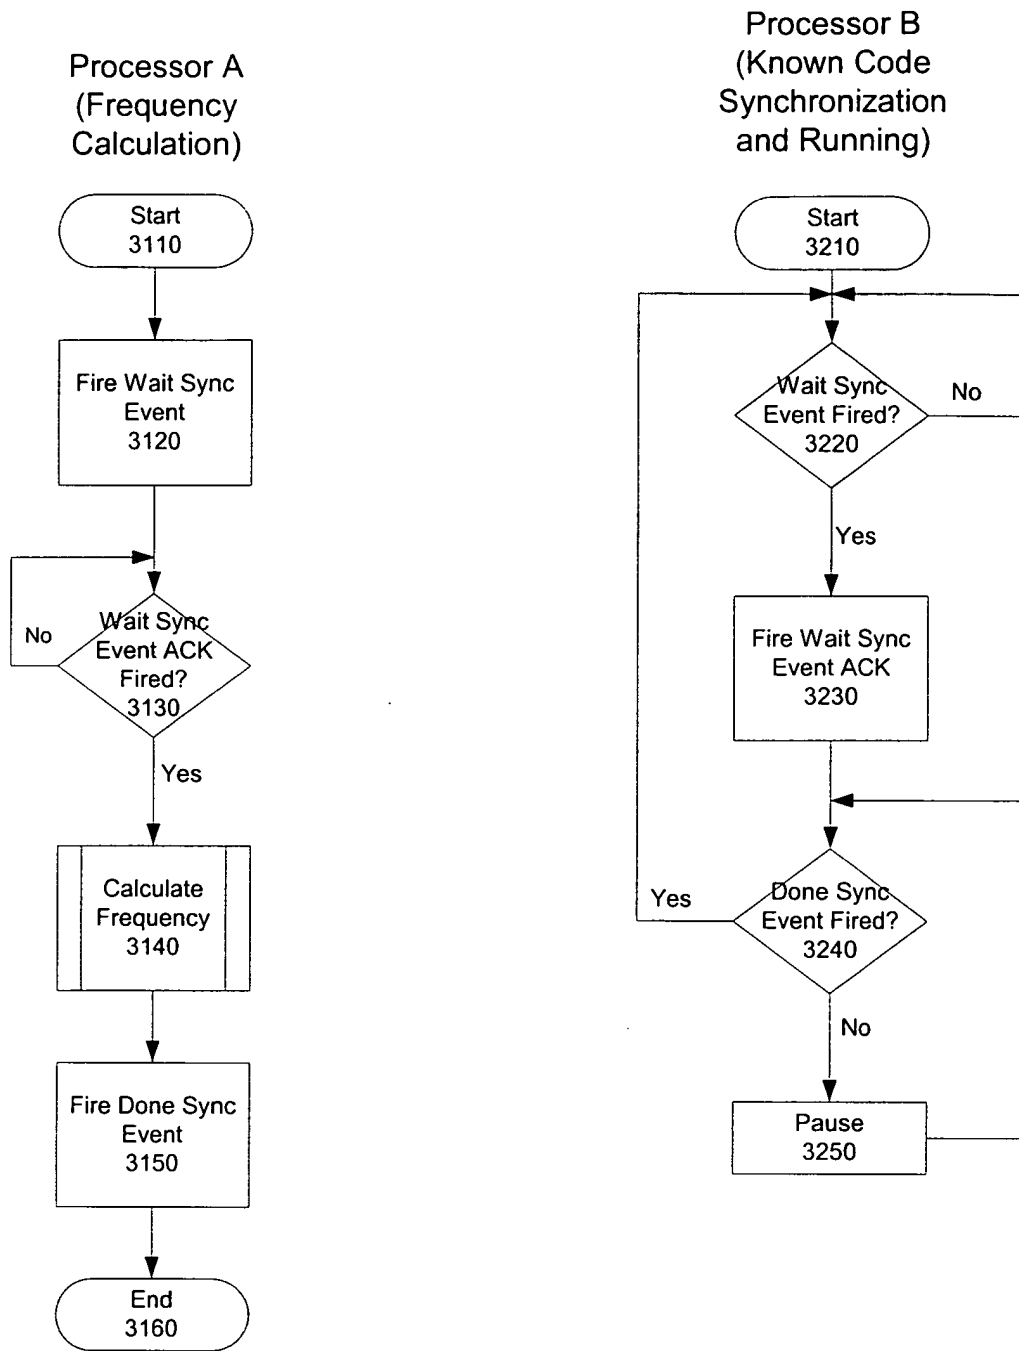 Processor A
(Frequency
Calculation)
Start
3110
Fire Wait Sync
Event
3120
No
Wait Sync
Event ACK
Fired?
3130
Yes
Calculate
Frequency
3140
Fire Done Sync
Event
3150
End
3160
Processor B
(Known Code
Synchronization
and Running)
Start
3210
Wait Sync
Event Fired?
3220
No
Yes
Fire Wait Sync
Event ACK
3230
Yes
Done Sync
Event Fired?
3240
No
Pause
3250